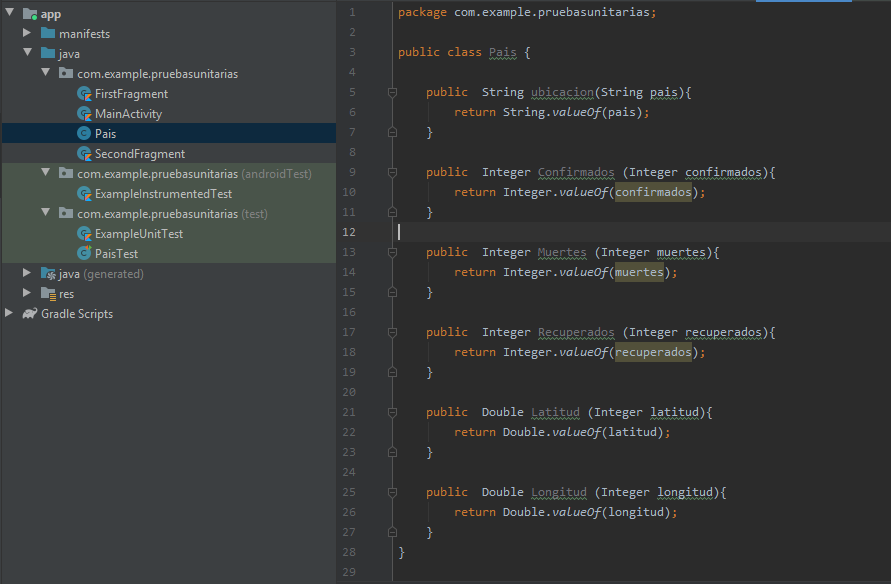 app
manifests
java
com.example.pruebasunitarias
FirstFragment
MainActivity
Pais
SecondFragment
com.example.pruebasunitarias (androidTest)
ExampleInstrumentedTest
com.example.pruebasunitarias (test)
ExampleUnitTest
PaisTest
java (generated)
res
Gradle Scripts
1 package com.example.pruebasunitarias;
2
3 public class Pais {
4
5 public  String ubicacion(String pais){
6 return String.valueOf(pais);
7 }
8
9 public  Integer Confirmados (Integer confirmados){
10 return Integer.valueOf(confirmados);
11 }
12
13 public  Integer Muertes (Integer muertes){
14 return Integer.valueOf(muertes);
15 }
16
17 public  Integer Recuperados (Integer recuperados){
18 return Integer.valueOf(recuperados);
19 }
20
21 public  Double Latitud (Integer latitud){
22 return Double.valueOf(latitud);
23 }
24
25 public  Double Longitud (Integer longitud){
26 return Double.valueOf(longitud);
27 }
28 }
29